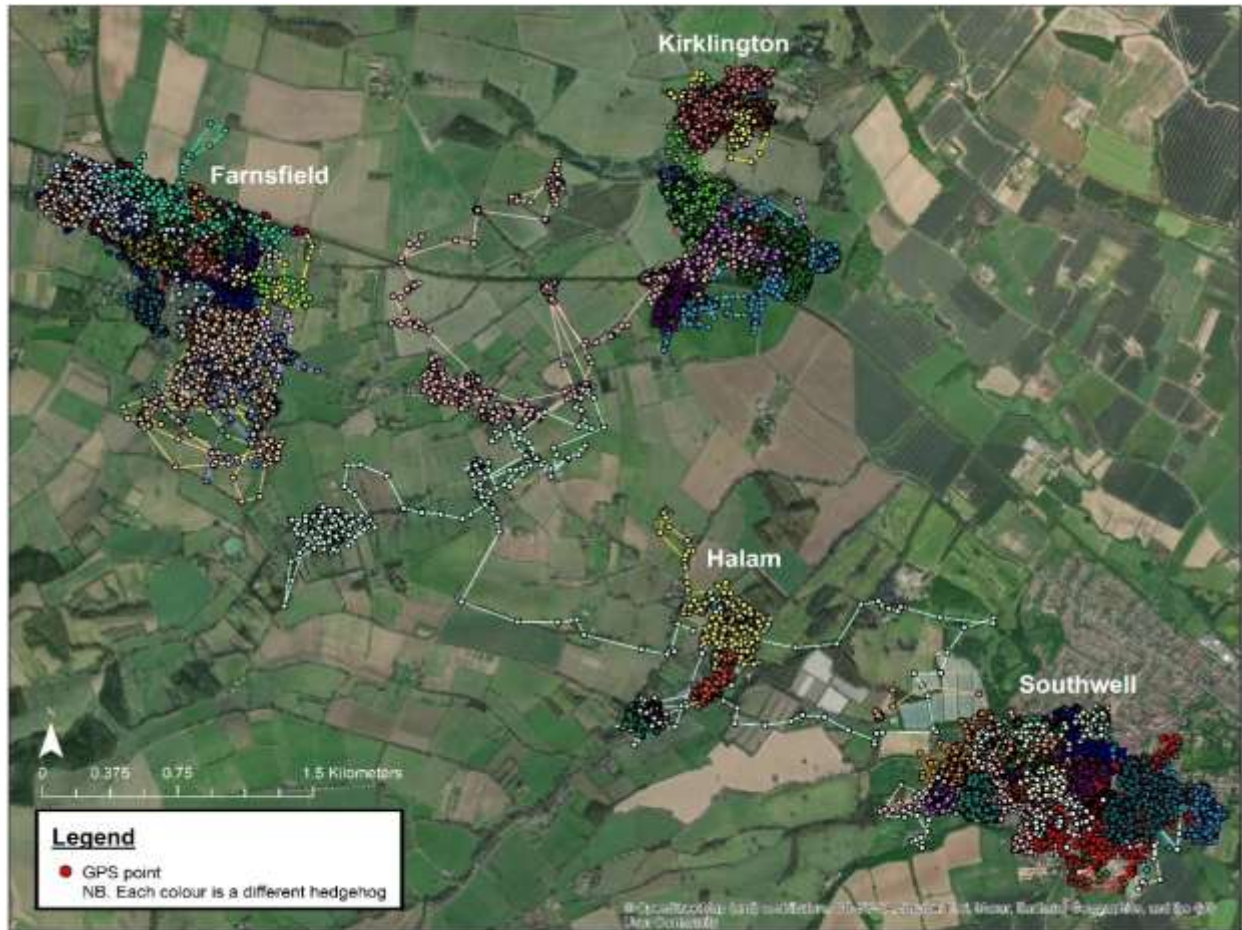 Kirklington
Farnsfield
Halam
Southwell
N
0 0.375 0.75 1.5 Kilometers
Legend
GPS point
NB. Each colour is a different hedgehog